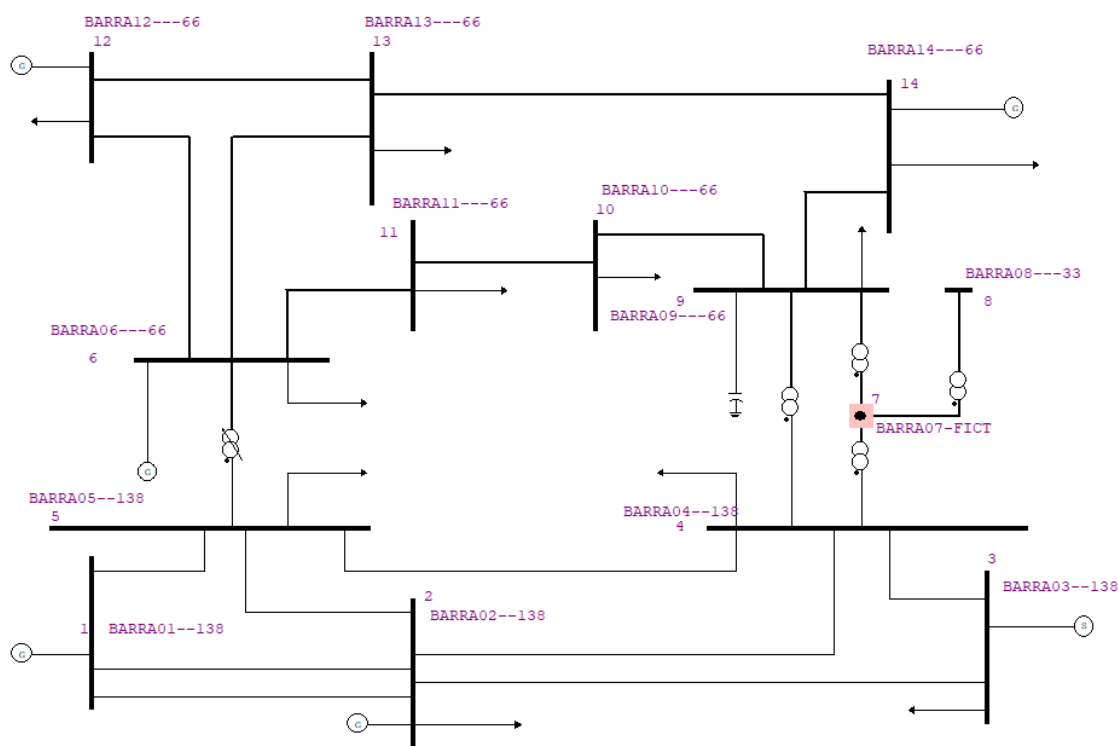 BARRA12---66
12
BARRA13---66
13
BARRA14---66
14
G
G
BARRA11---66
11
BARRA10---66
10
BARRA08---33
8
9
BARRA09---66
BARRA06---66
6
7
BARRA07-FICT
G
BARRA05--138
5
BARRA04--138
4
3
BARRA03--138
2
BARRA02--138
1
BARRA01--138
G
S
G